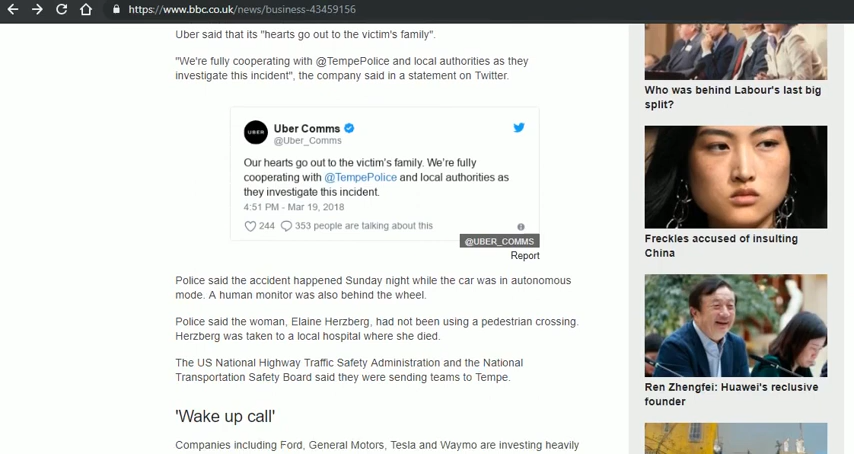 https://www.bbc.co.uk/news/business-43459156
Uber said that its "hearts go out to the victim's family".
"We're fully cooperating with @TempePolice and local authorities as they
investigate this incident", the company said in a statement on Twitter.
UBER
Uber Comms
@Uber_Comms
Our hearts go out to the victim's family. We're fully
cooperating with @TempePolice and local authorities as
they investigate this incident.
4:51 PM - Mar 19, 2018
244
353 people are talking about this
@UBER_COMMS
Report
Police said the accident happened Sunday night while the car was in autonomous
mode. A human monitor was also behind the wheel.
Police said the woman, Elaine Herzberg, had not been using a pedestrian crossing.
Herzberg was taken to a local hospital where she died.
The US National Highway Traffic Safety Administration and the National
Transportation Safety Board said they were sending teams to Tempe.
'Wake up call'
Companies including Ford, General Motors, Tesla and Waymo are investing heavily
Who was behind Labour's last big
split?
Freckles accused of insulting
China
Ren Zhengfei: Huawei's reclusive
founder